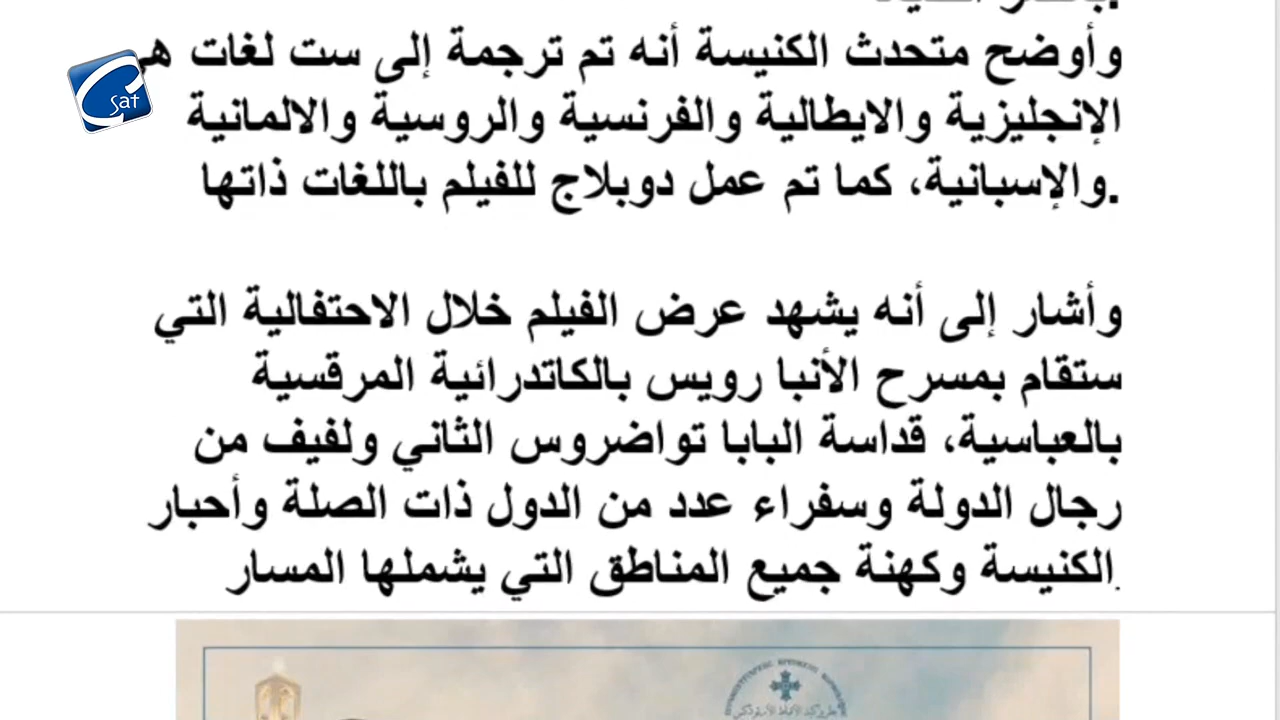 وأوضح متحدث الكنيسة أنه تم ترجمة إلى ست لغات
الإنجليزية والايطالية والفرنسية والروسية والالمانية
والإسبانية، كما تم عمل دوبلاج للفيلم باللغات ذاتها.
وأشار إلى أنه يشهد عرض الفيلم خلال الاحتفالية التي
ستقام بمسرح الأنبا رويس بالكاتدرائية المرقسية
بالعباسية، قداسة البابا تواضروس الثاني ولفيف من
رجال الدولة وسفراء عدد من الدول ذات الصلة وأحبار
الكنيسة وكهنة جميع المناطق التي يشملها المسار.
C Sat